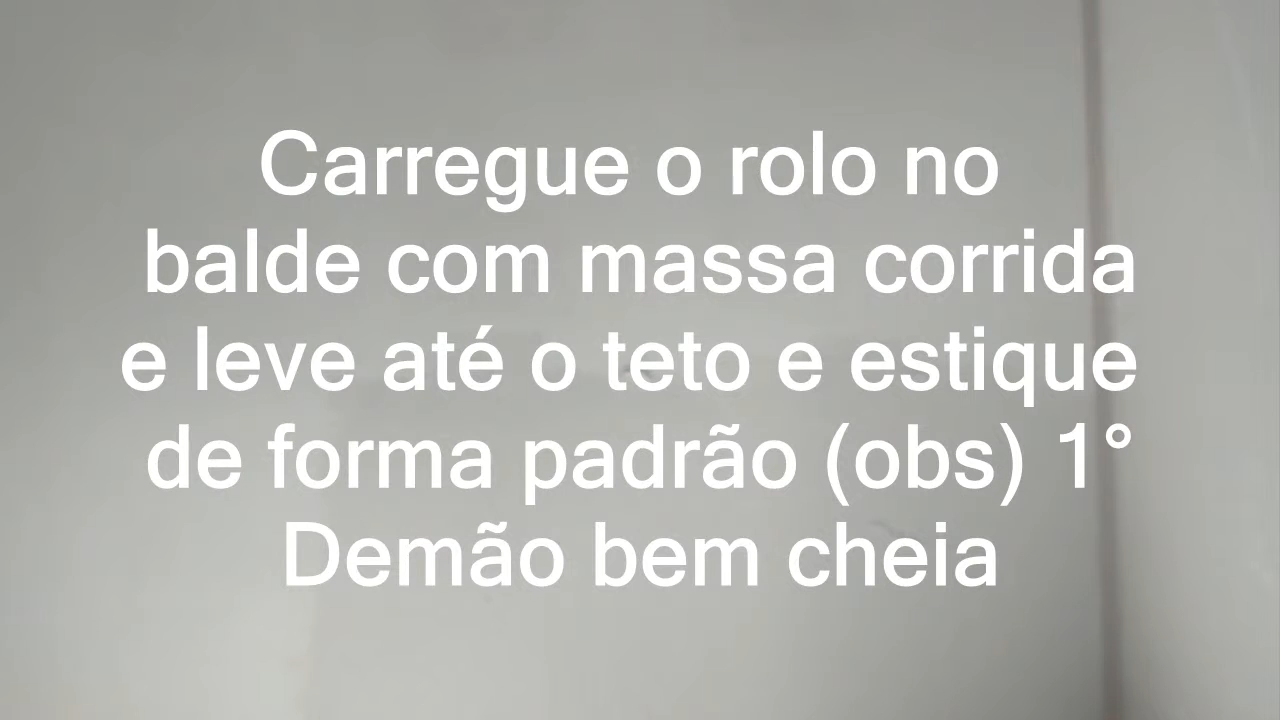 Carregue o rolo no
balde com massa corrida
e leve até o teto e estique
de forma padrão (obs) 1°
Demão bem cheia